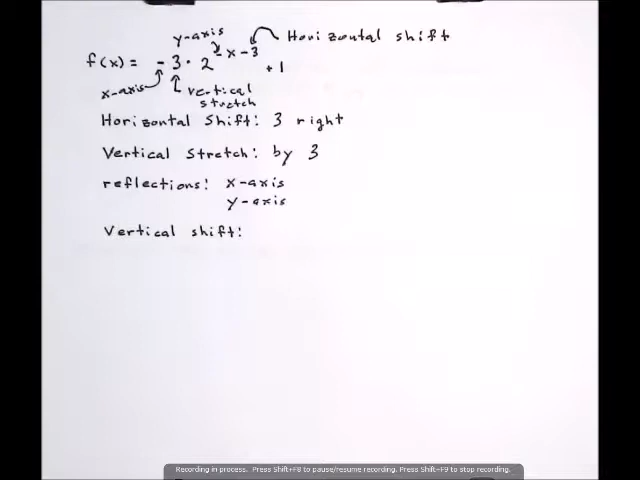 y-axis
Horizontal shift
f(x) = -3 · 2^{-x-3} + 1
x-axis
vertical
stretch
Horizontal Shift: 3 right
Vertical Stretch: by 3
reflections: x-axis
y-axis
Vertical shift:
Recording in process. Press Shift+F8 to pause/resume recording. Press Shift+F9 to stop recording.